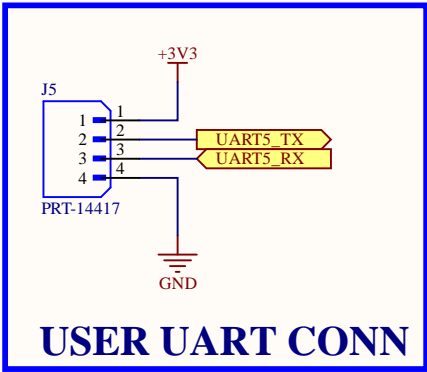 +3V3
J5
1 1
2 2 UART5_TX
3 3 UART5_RX
4 4
PRT-14417
GND
USER UART CONN